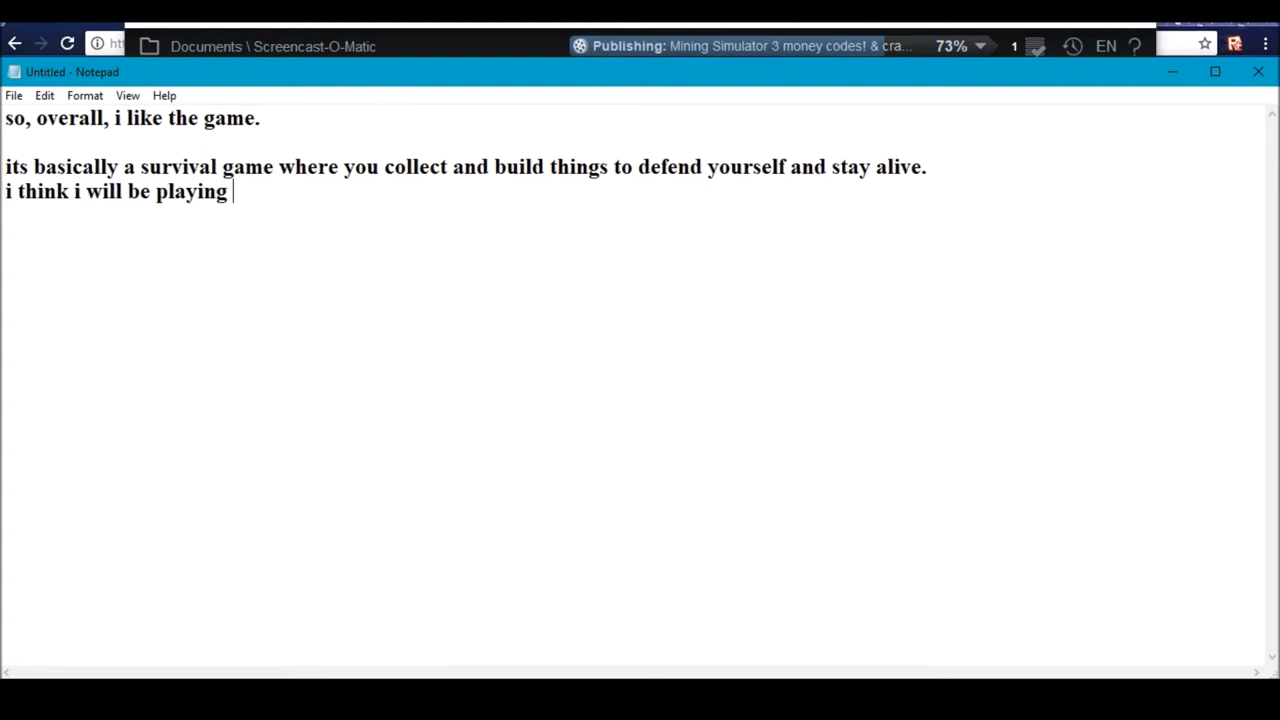 htt
Documents \ Screencast-O-Matic
Publishing: Mining Simulator 3 money codes! & cra...
73%
1
EN
?
Untitled - Notepad
File Edit Format View Help
so, overall, i like the game.
its basically a survival game where you collect and build things to defend yourself and stay alive.
i think i will be playing